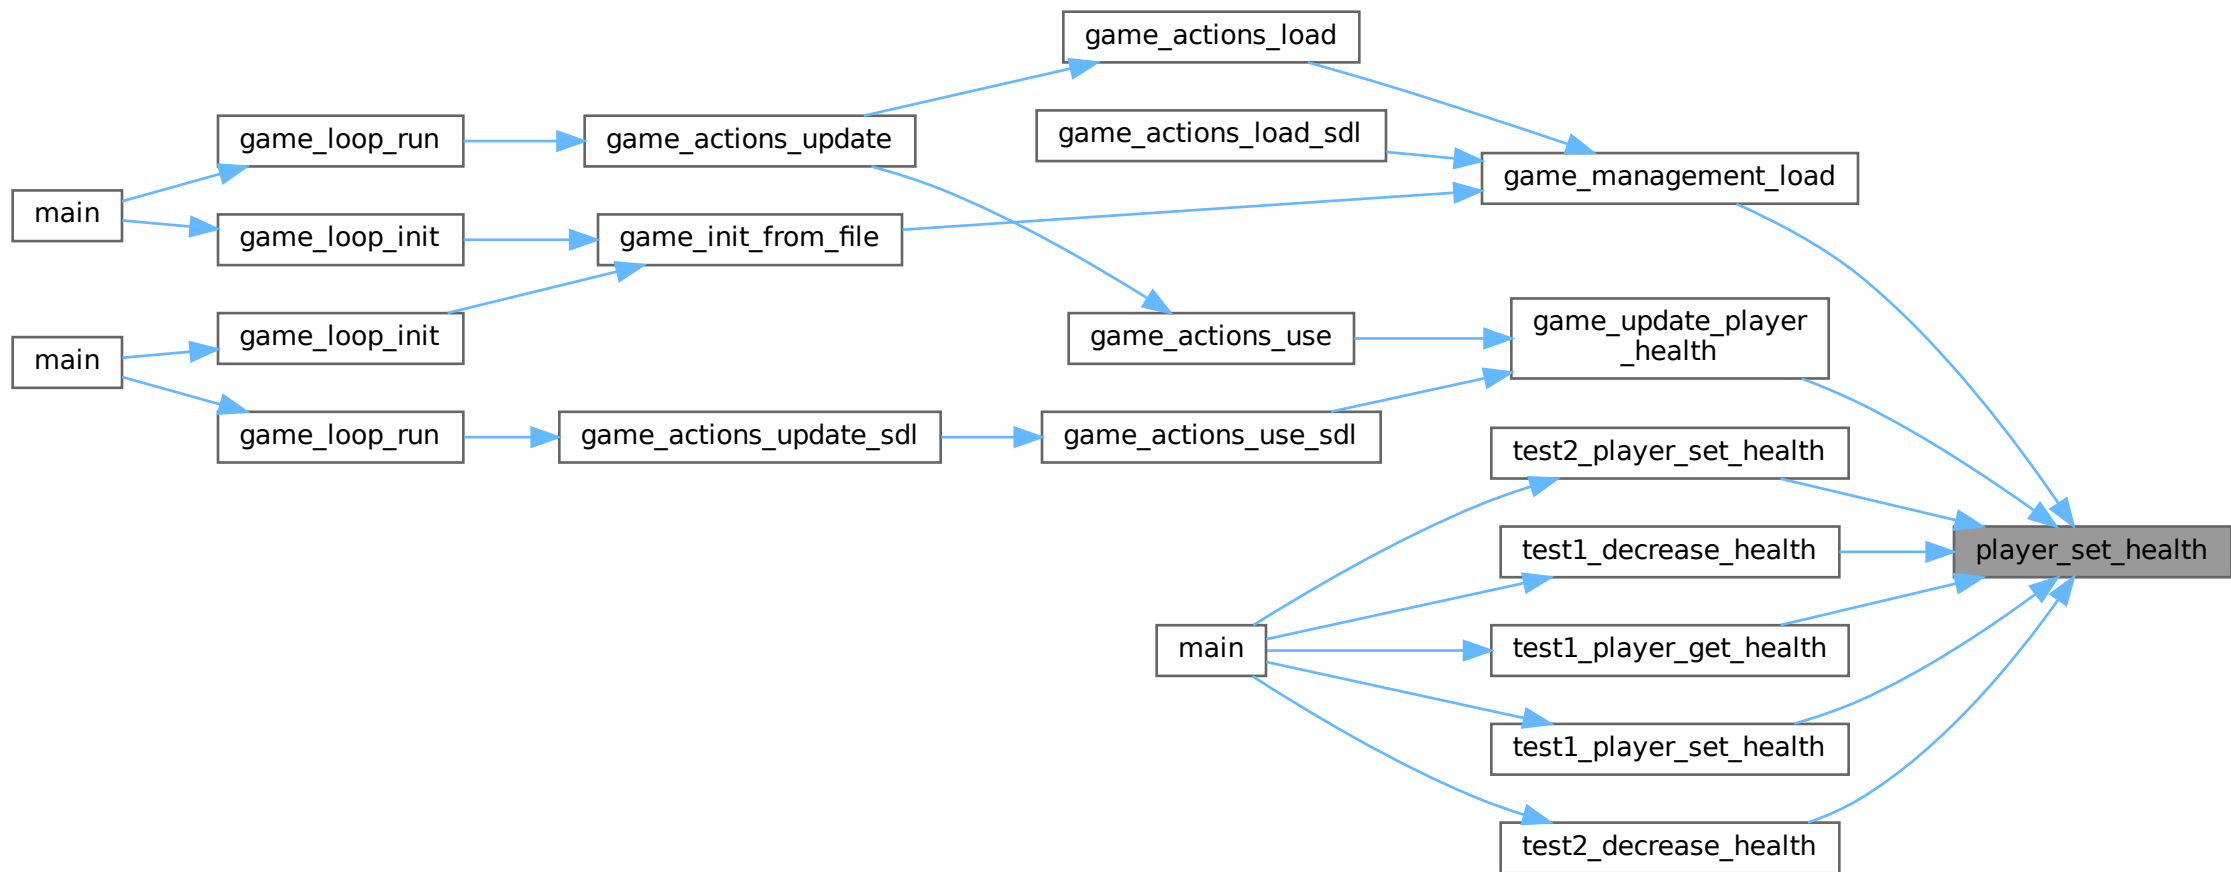 game_actions_load
game_actions_load_sdl
game_loop_run
game_actions_update
game_management_load
main
game_loop_init
game_init_from_file
game_update_player
_health
game_loop_init
game_actions_use
main
game_loop_run
game_actions_update_sdl
game_actions_use_sdl
test2_player_set_health
test1_decrease_health
player_set_health
main
test1_player_get_health
test1_player_set_health
test2_decrease_health